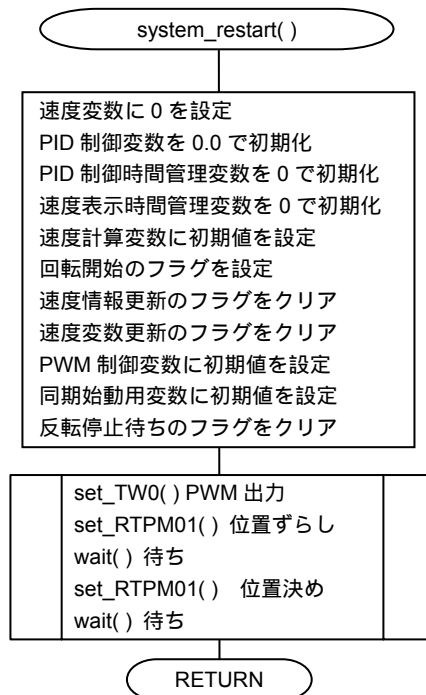 system_restart( )
速度変数に 0 を設定
PID 制御変数を 0.0 で初期化
PID 制御時間管理変数を 0 で初期化
速度表示時間管理変数を 0 で初期化
速度計算変数に初期値を設定
回転開始のフラグを設定
速度情報更新のフラグをクリア
速度変数更新のフラグをクリア
PWM 制御変数に初期値を設定
同期始動用変数に初期値を設定
反転停止待ちのフラグをクリア
set_TW0( ) PWM 出力
set_RTPM01( ) 位置ずらし
wait( ) 待ち
set_RTPM01( )　位置決め
wait( ) 待ち
RETURN